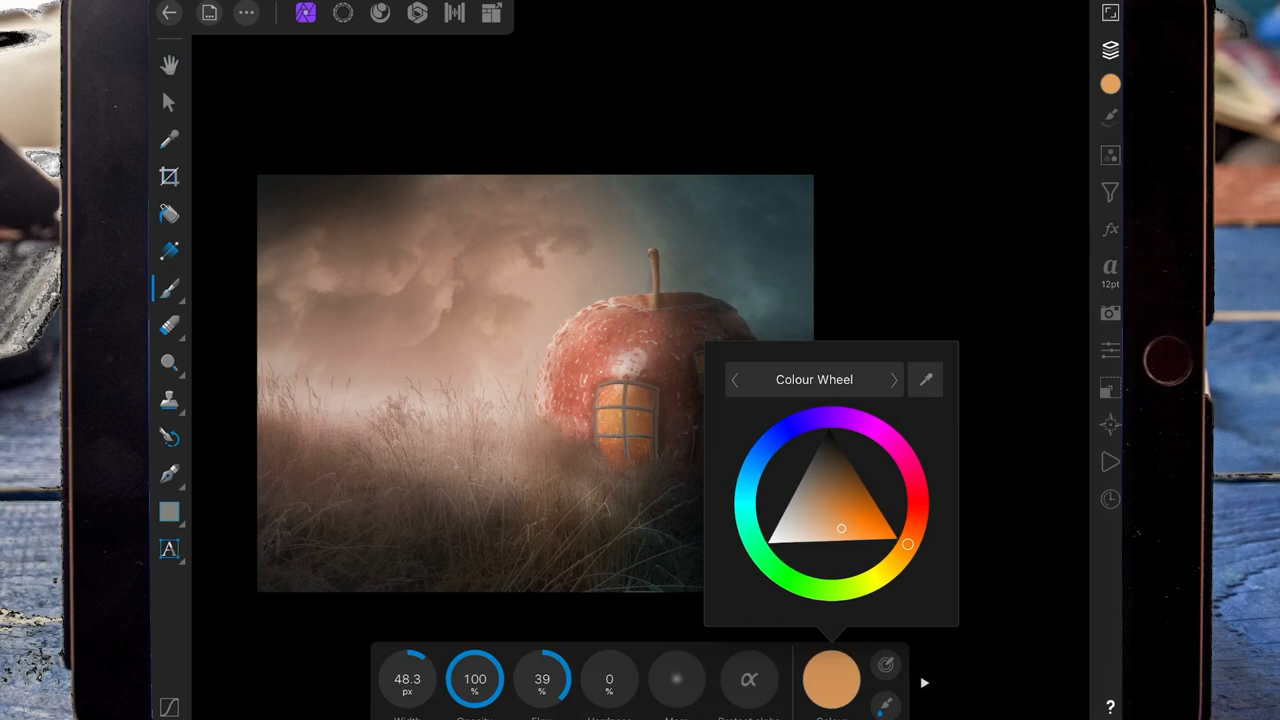 a
12pt
Colour Wheel
A
48.3
px
100
%
39
%
0
%
α
?